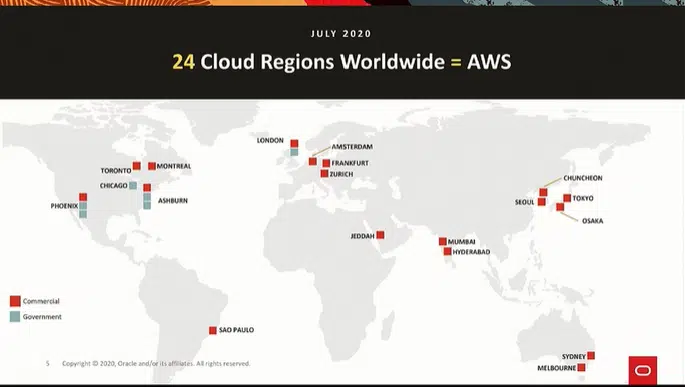 JULY 2020
24 Cloud Regions Worldwide = AWS
LONDON
AMSTERDAM
FRANKFURT
ZURICH
TORONTO
MONTREAL
CHICAGO
ASHBURN
PHOENIX
CHUNCHEON
SEOUL
TOKYO
OSAKA
JEDDAH
MUMBAI
HYDERABAD
Commercial
Government
SAO PAULO
SYDNEY
MELBOURNE
5 Copyright © 2020, Oracle and/or its affiliates. All rights reserved.